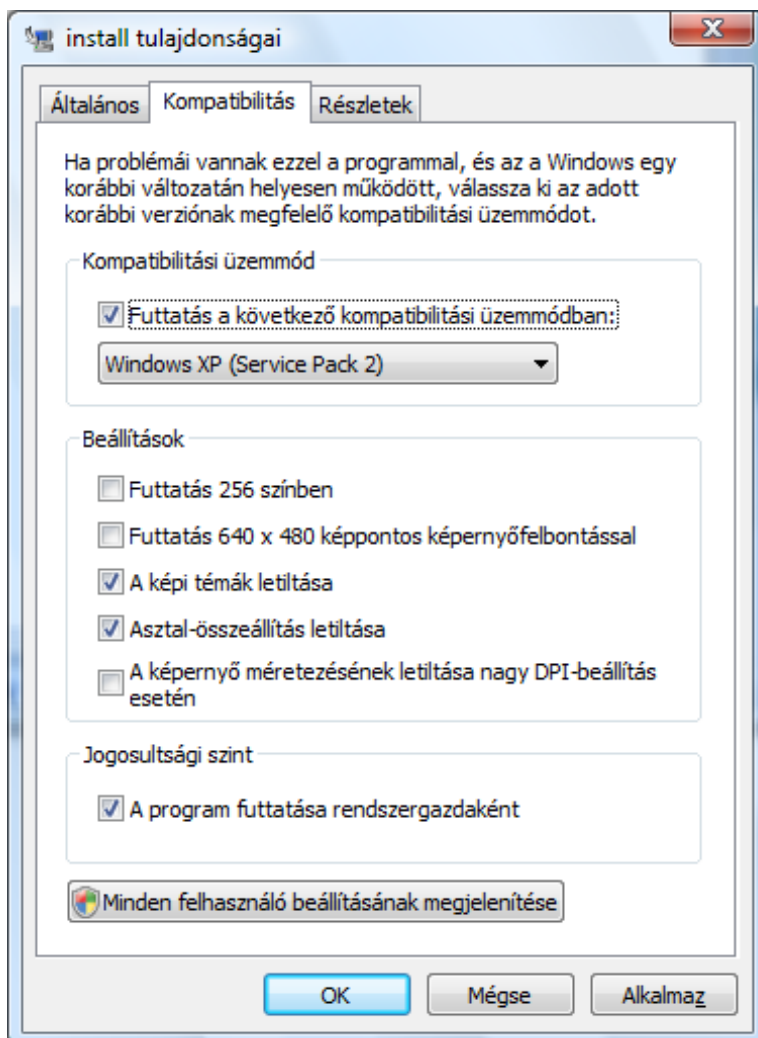 install tulajdonságai
Általános Kompatibilitás Részletek
Ha problémái vannak ezzel a programmal, és az a Windows egy
korábbi változatán helyesen működött, válassza ki az adott
korábbi verziónak megfelelő kompatibilitási üzemmódot.
Kompatibilitási üzemmód
Futtatás a következő kompatibilitási üzemmódban:
Windows XP (Service Pack 2)
Beállítások
Futtatás 256 színben
Futtatás 640 x 480 képpontos képernyőfelbontással
A képi témák letiltása
Asztal-összeállítás letiltása
A képernyő méretezésének letiltása nagy DPI-beállítás
esetén
Jogosultsági szint
A program futtatása rendszergazdaként
Minden felhasználó beállításának megjelenítése
OK Mégse Alkalmaz